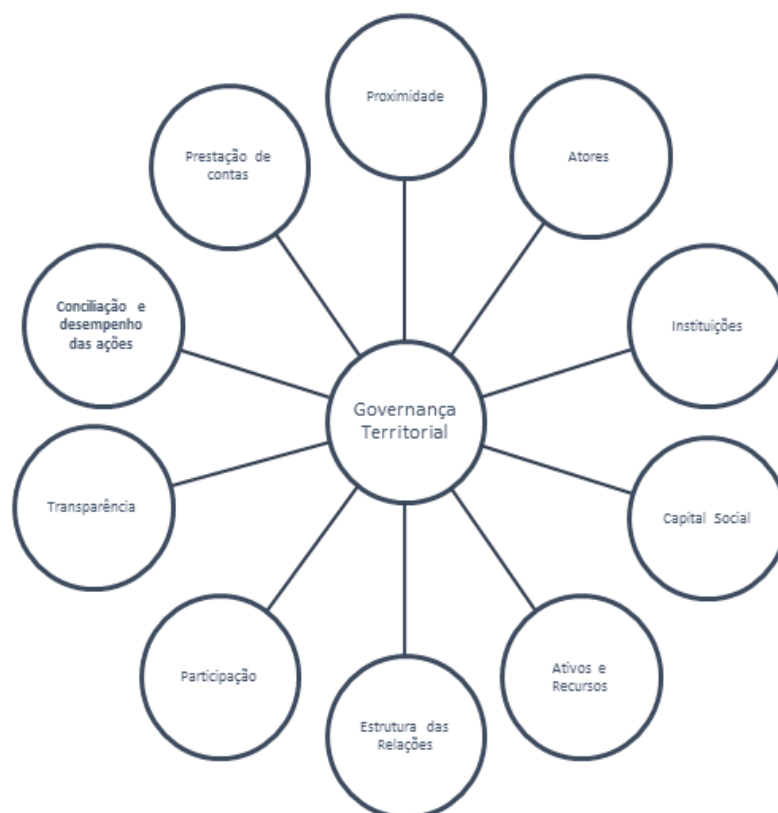 Proximidade
Atores
Prestação de
contas
Instituições
Conciliação e
desempenho
das ações
Governança
Territorial
Capital Social
Transparência
Ativos e
Recursos
Participação
Estrutura das
Relações